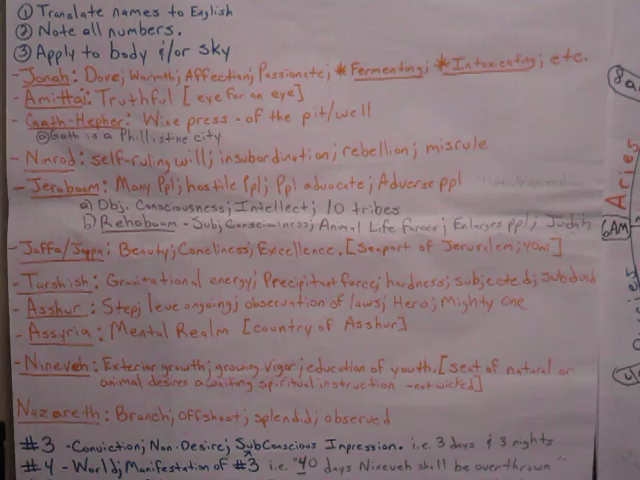 ① Translate names to English
② Note all numbers.
③ Apply to body &/or sky
- Jonah: Dove; Warmth; Affection; Passionate; *Fermenting; *Intoxicating; etc.
- Amittai: Truthful [eye for an eye]
- Gath-Hepher: Wine press - of the pit/well
@Gath is a Phillistine city
- Nimrod: self-ruling will; insubordination; rebellion; misrule
- Jeroboam: Many Ppl; hostile Ppl; Ppl advocate; Adverse ppl
a) Obj. Consciousness; Intellect; 10 tribes
b) Rehoboam - Subj Consciousness; Animal Life Forces; Enlarges ppl; Judah
- Jaffa/Joppa: Beauty; Comeliness; Excellence. [Seaport of Jerusalem;
- Tarshish: Gravitational energy; Precipitant force; hardness; subjected; subdued
- Asshur: Step; ongoing; observation of laws; Hero; Mighty One
- Assyria: Mental Realm [country of Asshur]
- Nineveh: Exterior growth; growing vigor; education of youth. [seat of natural or
animal desires awaiting spiritual instruction - not wicked]
Nazareth: Branch; offshoot; splendid; observed
#3 - Conviction; Non-Desire; SubConscious Impression. i.e. 3 days & 3 nights
#4 - World; Manifestation of #3 i.e. "40 days Nineveh shall be overthrown"
Aries
6AM